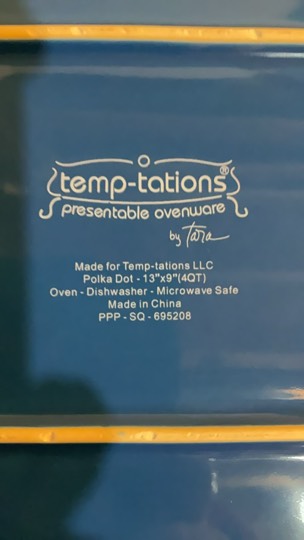 temp-tations®
presentable ovenware
by Tara
Made for Temp-tations LLC
Polka Dot - 13"x9"(4QT)
Oven - Dishwasher - Microwave Safe
Made in China
PPP - SQ - 695208